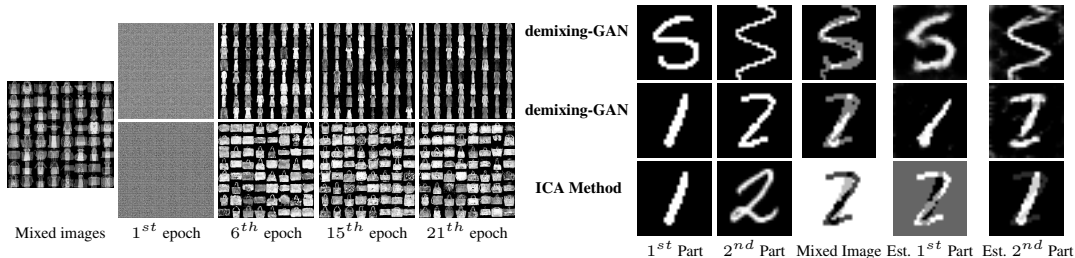 Mixed images
1st epoch
6th epoch
15th epoch
21th epoch
demixing-GAN
demixing-GAN
ICA Method
1st Part
2nd Part
Mixed Image
Est. 1st Part
Est. 2nd Part